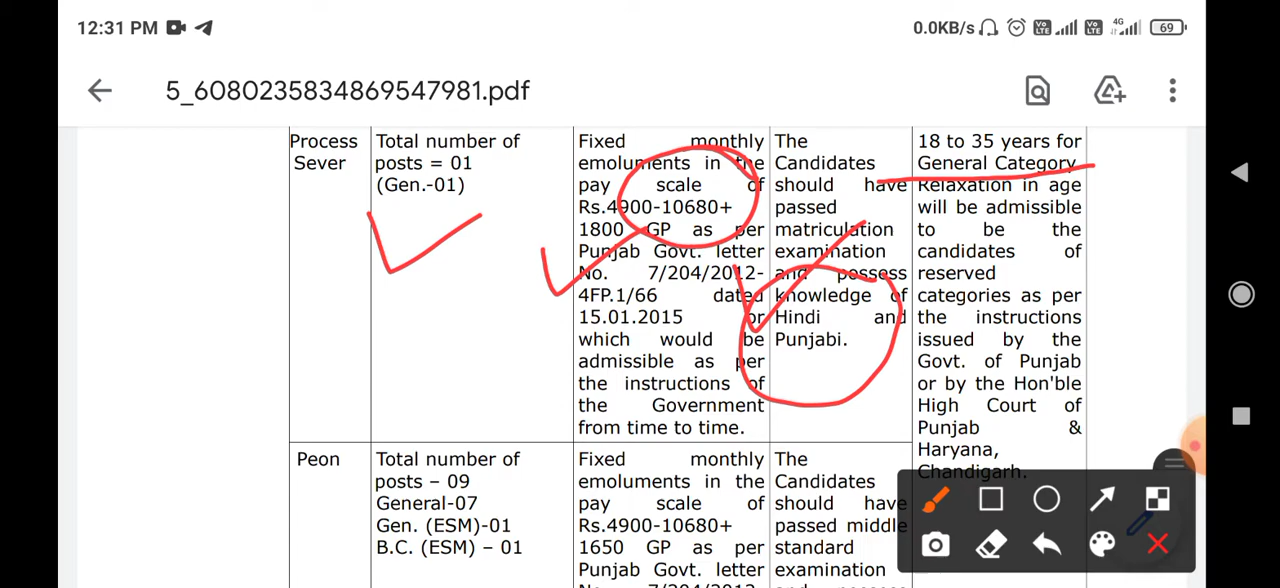 12:31 PM
0.0KB/s
4G
69
5_6080235834869547981.pdf
Process
Sever
Total number of
posts = 01
(Gen.-01)
Fixed monthly
emoluments in the
pay scale of
Rs.4900-10680+
1800 GP as per
Punjab Govt. letter
No. 7/204/2012-
4FP.1/66 dated
15.01.2015 or
which would be
admissible as per
the instructions of
the Government
from time to time.
The
Candidates
should have
passed
matriculation
examination
and possess
knowledge of
Hindi and
Punjabi.
18 to 35 years for
General Category
Relaxation in age
will be admissible
to be the
candidates of
reserved
categories as per
the instructions
issued by the
Govt. of Punjab
or by the Hon'ble
High Court of
Punjab &
Haryana,
Chandigarh.
Peon
Total number of
posts – 09
General-07
Gen. (ESM)-01
B.C. (ESM) – 01
Fixed monthly
emoluments in the
pay scale of
Rs.4900-10680+
1650 GP as per
Punjab Govt. letter
No. 7/204/2012-
The
Candidates
should have
passed middle
standard
examination
and possess